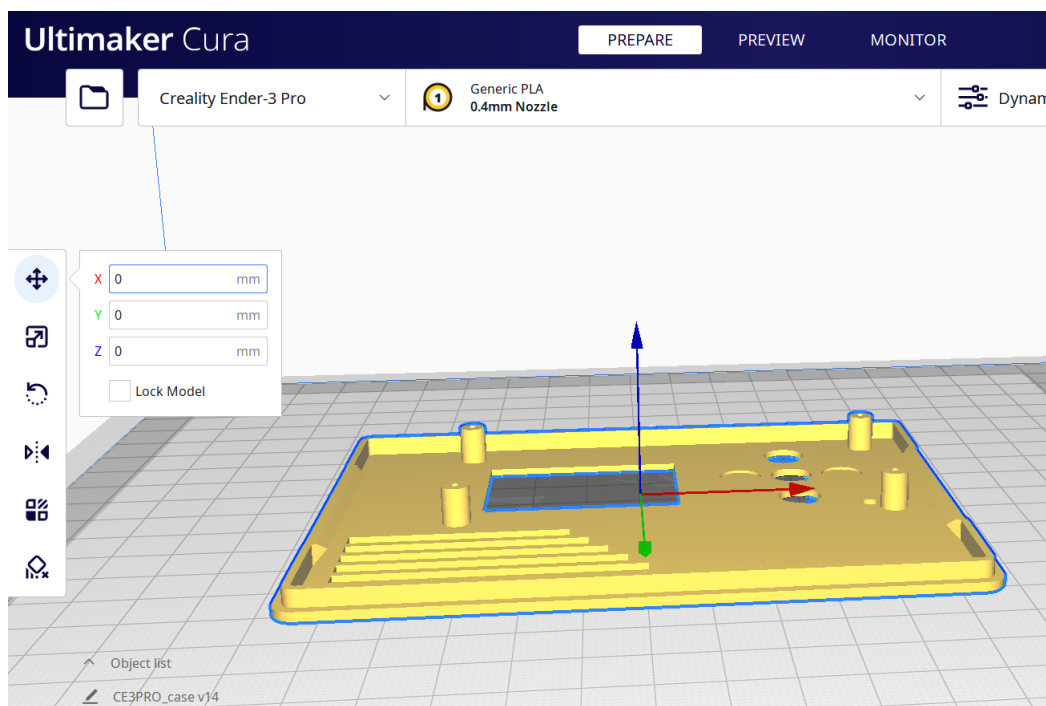 Ultimaker Cura
PREPARE
PREVIEW
MONITOR
Creality Ender-3 Pro
1
Generic PLA
0.4mm Nozzle
Dynam
X 0 mm
Y 0 mm
Z 0 mm
Lock Model
Object list
CE3PRO_case v14